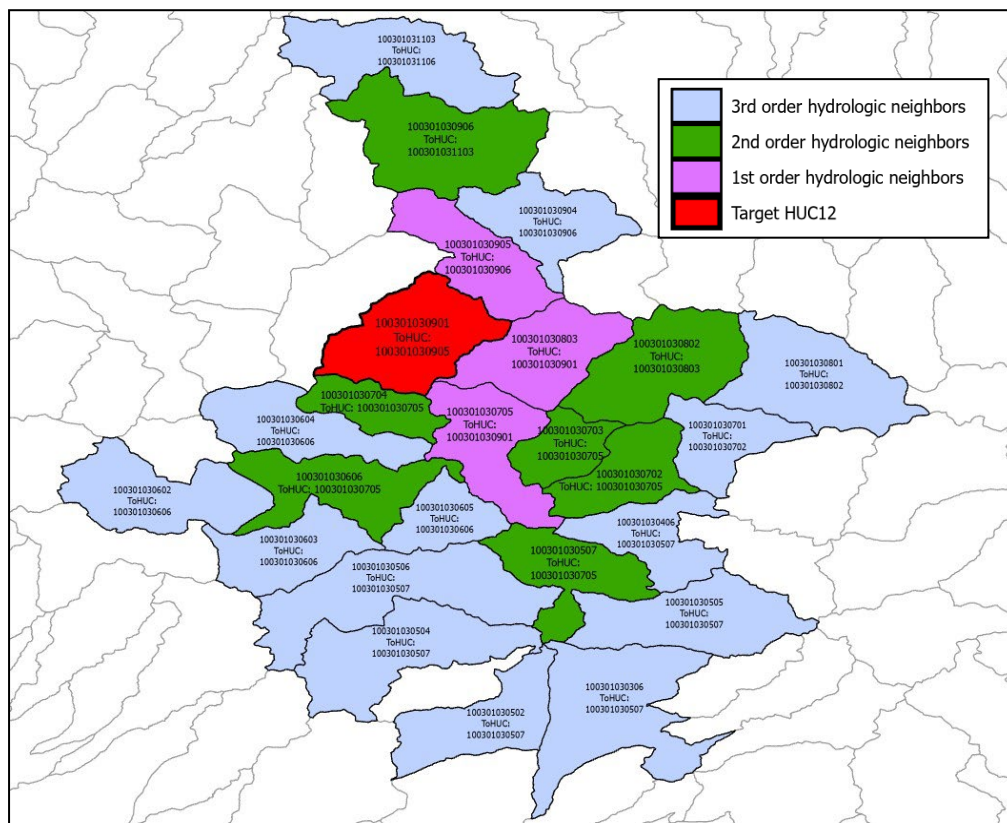 100301031103
ToHUC:
100301031106
3rd order hydrologic neighbors
2nd order hydrologic neighbors
1st order hydrologic neighbors
Target HUC12
100301030906
ToHUC:
100301031103
100301030904
ToHUC:
100301030906
100301030905
ToHUC:
100301030906
100301030901
ToHUC:
100301030905
100301030803
ToHUC:
100301030901
100301030802
ToHUC:
100301030803
100301030801
ToHUC:
100301030802
100301030704
ToHUC: 100301030705
100301030604
ToHUC:
100301030606
100301030705
ToHUC:
100301030901
100301030703
ToHUC:
100301030705
100301030701
ToHUC:
100301030702
100301030702
ToHUC: 100301030705
100301030606
ToHUC: 100301030705
100301030602
ToHUC:
100301030606
100301030605
ToHUC:
100301030606
100301030406
ToHUC:
100301030507
100301030603
ToHUC:
100301030606
100301030507
ToHUC:
100301030705
100301030506
ToHUC:
100301030507
100301030505
ToHUC:
100301030507
100301030504
ToHUC:
100301030507
100301030306
ToHUC:
100301030507
100301030502
ToHUC:
100301030507